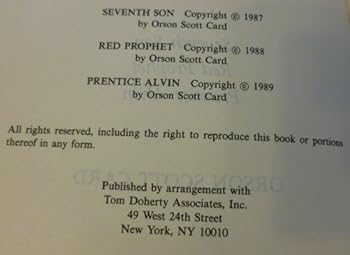 SEVENTH SON Copyright © 1987
by Orson Scott Card
RED PROPHET Copyright © 1988
by Orson Scott Card
PRENTICE ALVIN Copyright © 1989
by Orson Scott Card
All rights reserved, including the right to reproduce this book or portions
thereof in any form.
Published by arrangement with
Tom Doherty Associates, Inc.
49 West 24th Street
New York, NY 10010